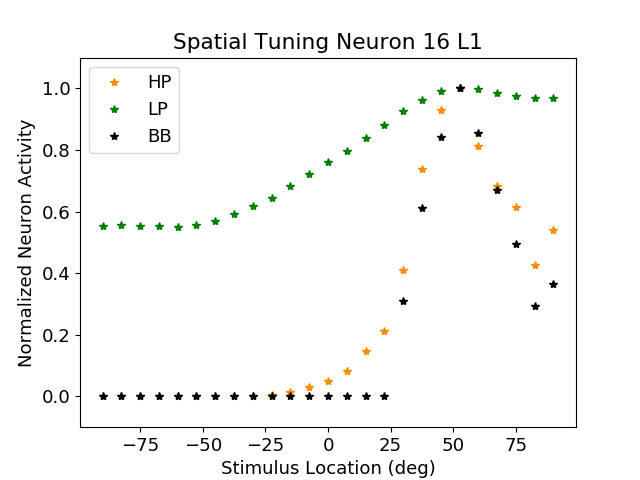 Spatial Tuning Neuron 16 L1
HP
LP
BB
1.0
0.8
0.6
0.4
0.2
0.0
Normalized Neuron Activity
−75 −50 −25 0 25 50 75
Stimulus Location (deg)